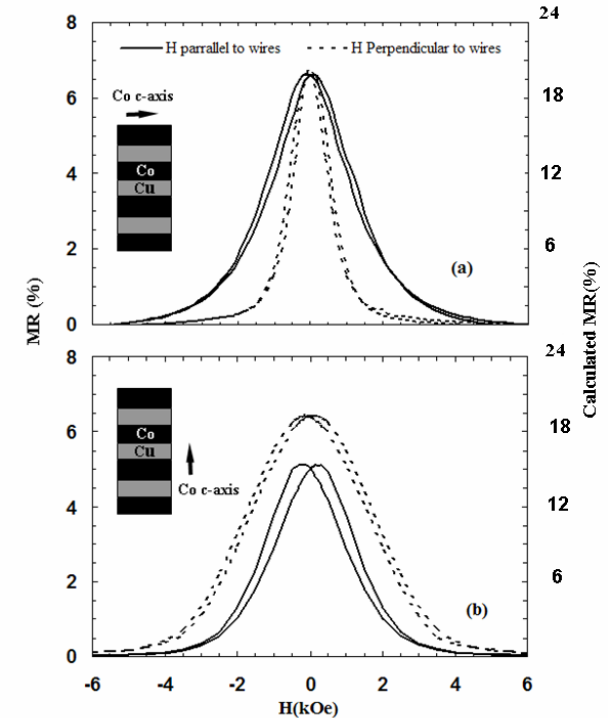 8
24
H parrallel to wires
H Perpendicular to wires
Co c-axis
Co
Cu
6
18
4
12
2
6
(a)
0
MR (%)
Calculated MR(%)
8
24
Co
Cu
Co c-axis
6
18
4
12
2
6
(b)
0
-6 -4 -2 0 2 4 6
H(kOe)